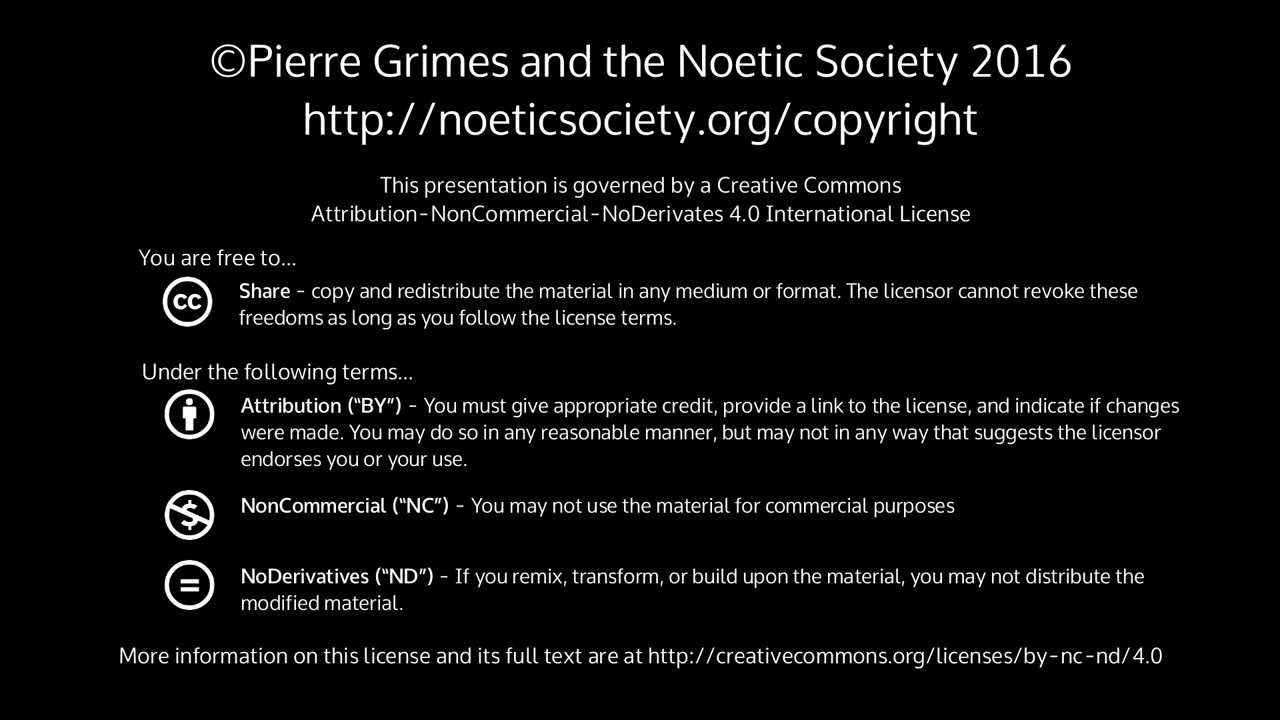 ©Pierre Grimes and the Noetic Society 2016
http://noeticsociety.org/copyright
This presentation is governed by a Creative Commons
Attribution-NonCommercial-NoDerivates 4.0 International License
You are free to...
cc
Share - copy and redistribute the material in any medium or format. The licensor cannot revoke these
freedoms as long as you follow the license terms.
Under the following terms...
Attribution (“BY”) - You must give appropriate credit, provide a link to the license, and indicate if changes
were made. You may do so in any reasonable manner, but may not in any way that suggests the licensor
endorses you or your use.
$
NonCommercial (“NC”) - You may not use the material for commercial purposes
=
NoDerivatives (“ND”) - If you remix, transform, or build upon the material, you may not distribute the
modified material.
More information on this license and its full text are at http://creativecommons.org/licenses/by-nc-nd/4.0